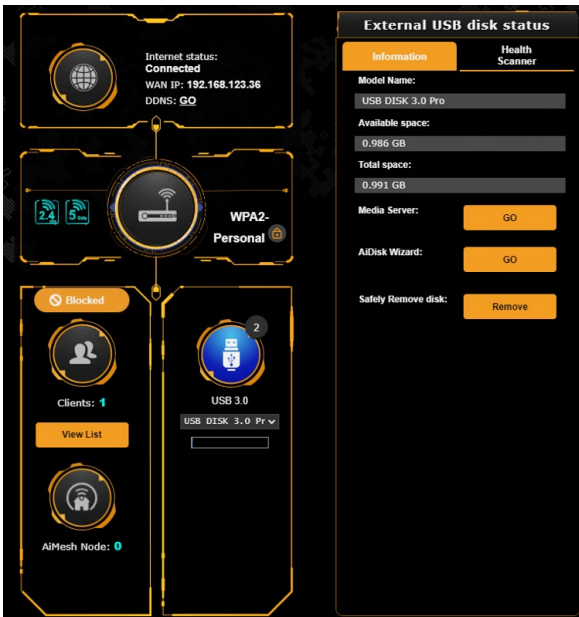 Internet status:
Connected
WAN IP: 192.168.123.36
DDNS: GO
2.4
GHz
5 GHz
WPA2-
Personal
Blocked
Clients: 1
View List
AiMesh Node: 0
2
USB 3.0
USB DISK 3.0 Pr
External USB disk status
Information
Health
Scanner
Model Name:
USB DISK 3.0 Pro
Available space:
0.986 GB
Total space:
0.991 GB
Media Server:
GO
AiDisk Wizard:
GO
Safely Remove disk:
Remove